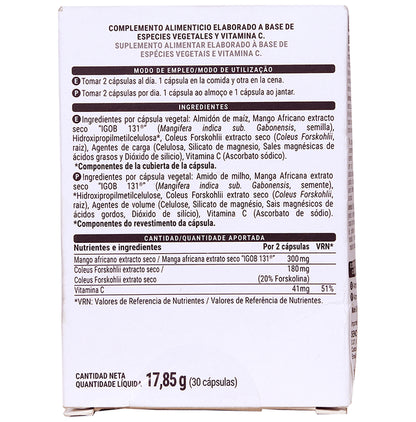 COMPLEMENTO ALIMENTICIO ELABORADO A BASE DE
ESPECIES VEGETALES Y VITAMINA C.
SUPLEMENTO ALIMENTAR ELABORADO À BASE DE
ESPÉCIES VEGETAIS E VITAMINA C.
MODO DE EMPLEO/MODO DE UTILIZAÇÃO
E Tomar 2 cápsulas al día. 1 cápsula en la comida y otra en la cena.
P Tomar 2 cápsulas por dia. 1 cápsula ao almoço e 1 cápsula ao jantar.
INGREDIENTES
E Ingredientes por cápsula vegetal: Almidón de maíz, Mango Africano extracto
seco "IGOB 131®" (Mangifera indica sub. Gabonensis, semilla),
Hidroxipropilmetilcelulosa*, Coleus Forskohlii extracto seco (Coleus Forskohlii,
raiz), Agentes de carga (Celulosa, Silicato de magnesio, Sales magnésicas de
ácidos grasos y Dióxido de silicio), Vitamina C (Ascorbato sódico).
*Componentes de la cubierta de la cápsula.
P Ingredientes por cápsula vegetal: Amido de milho, Manga Africana extrato
seco "IGOB 131®" (Mangifera indica sub. Gabonensis, semente),
*Hidroxipropilmetilcelulose, Coleus Forskohlii extrato seco (Coleus Forskohlii,
raiz), Agentes de volume (Celulose, Silicato de magnésio, Sais magnésicos de
ácidos gordos, Dióxido de silício), Vitamina C (Ascorbato de sódio).
*Componentes do revestimento da cápsula.
CANTIDAD/QUANTIDADE APORTADA
Nutrientes e ingredientes Por 2 cápsulas VRN*
Mango africano extracto seco / Manga africana extrato seco "IGOB 131®" 300 mg
Coleus Forskohlii extracto seco / 180 mg
Coleus Forskohlii extrato seco (20% Forskolina)
Vitamina C 41mg 51%
*VRN: Valores de Referencia de Nutrientes / Valores de Referência de Nutrientes.
CANTIDAD NETA
QUANTIDADE LÍQUIDA: 17,85g (30 cápsulas)